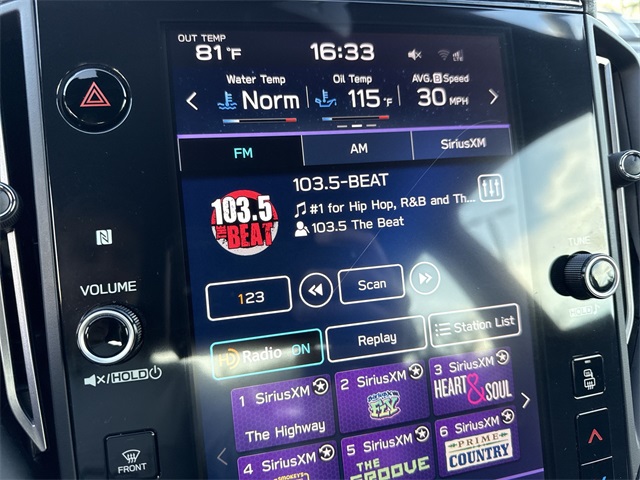 OUT TEMP
81°F 16:33
Water Temp Oil Temp AVG. B Speed
Norm 115°F 30 MPH
FM AM SiriusXM
103.5-BEAT
103.5 THE BEAT
#1 for Hip Hop, R&B and Th...
103.5 The Beat
N
VOLUME
TUNE
123 Scan
HD Radio ON Replay Station List
HOLD
1 SiriusXM 2 SiriusXM 3 SiriusXM
The Highway HEART & SOUL
4 SiriusXM 5 SiriusXM 6 SiriusXM
THE GROOVE PRIME COUNTRY
FRONT